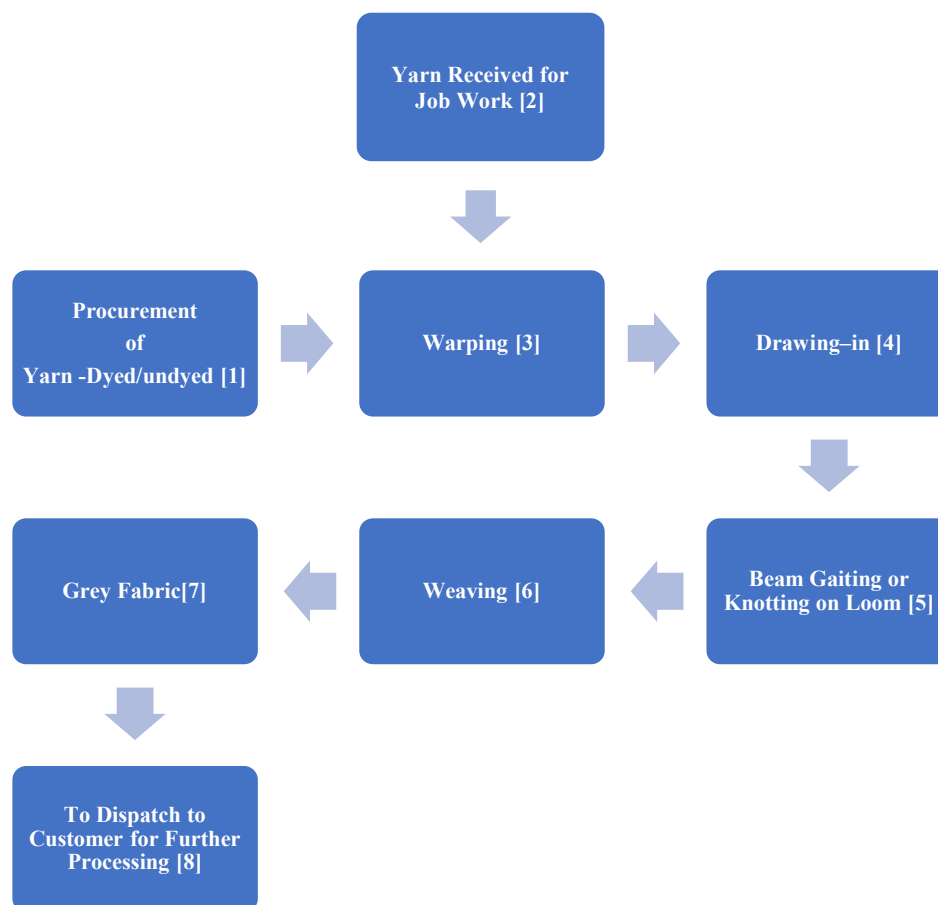 Yarn Received for
Job Work [2]
Procurement
of
Yarn -Dyed/undyed [1]
Warping [3]
Drawing–in [4]
Beam Gaiting or
Knotting on Loom [5]
Weaving [6]
Grey Fabric[7]
To Dispatch to
Customer for Further
Processing [8]